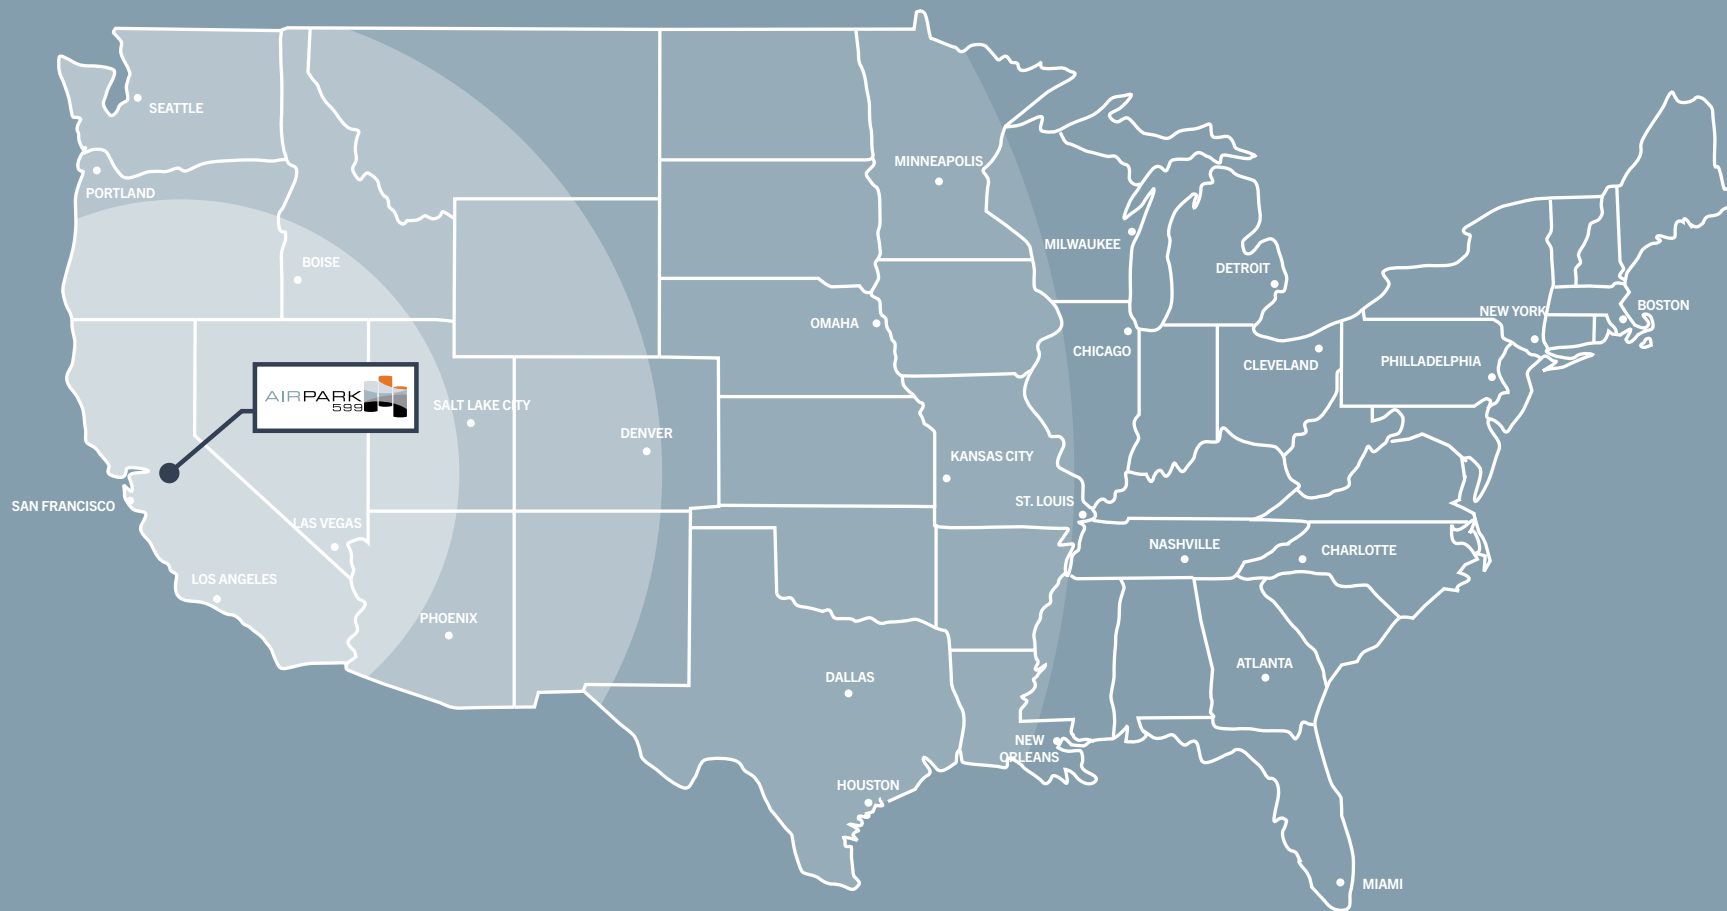 SEATTLE
PORTLAND
BOISE
MINNEAPOLIS
MILWAUKEE
DETROIT
NEW YORK
BOSTON
OMAHA
CHICAGO
CLEVELAND
PHILLADELPHIA
AIRPARK
599
SALT LAKE CITY
DENVER
KANSAS CITY
ST. LOUIS
SAN FRANCISCO
LAS VEGAS
NASHVILLE
CHARLOTTE
LOS ANGELES
PHOENIX
ATLANTA
DALLAS
NEW
ORLEANS
HOUSTON
MIAMI